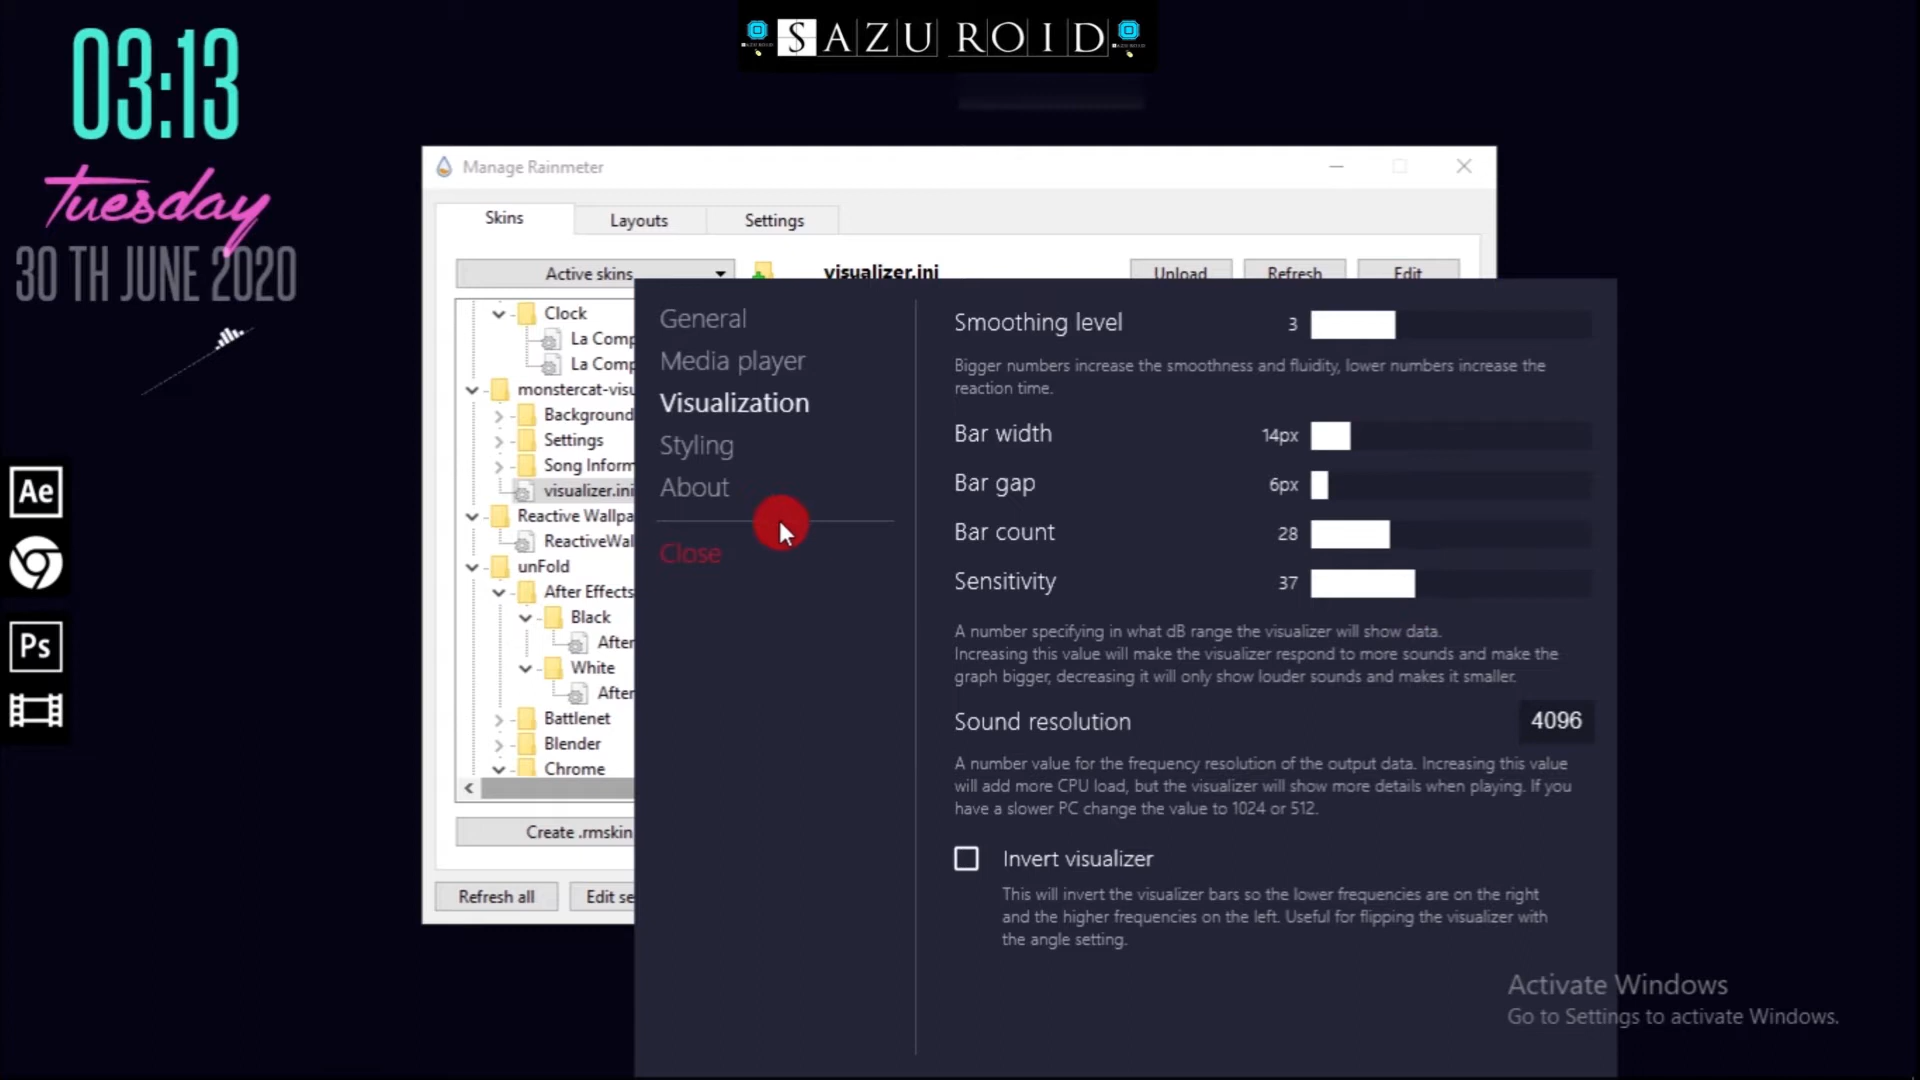 SAZU ROID
03:13
Tuesday
30 TH JUNE 2020
Manage Rainmeter
Skins
Layouts
Settings
Active skins
visualizer.ini
Upload
Refresh
Edit
Clock
La Comp
La Comp
monstercat-visu
Background
Settings
Song Inform
visualizer.ini
Reactive Wallpa
ReactiveWal
unFold
After Effects
Black
After
White
After
Battlenet
Blender
Chrome
Create .rmskin
Refresh all
Edit se
General
Media player
Visualization
Styling
About
Close
Smoothing level
3
Bigger numbers increase the smoothness and fluidity, lower numbers increase the
reaction time.
Bar width
14px
Bar gap
6px
Bar count
28
Sensitivity
37
A number specifying in what dB range the visualizer will show data.
Increasing this value will make the visualizer respond to more sounds and make the
graph bigger, decreasing it will only show louder sounds and makes it smaller.
Sound resolution
4096
A number value for the frequency resolution of the output data. Increasing this value
will add more CPU load, but the visualizer will show more details when playing. If you
have a slower PC change the value to 1024 or 512.
Invert visualizer
This will invert the visualizer bars so the lower frequencies are on the right
and the higher frequencies on the left. Useful for flipping the visualizer with
the angle setting.
Ae
Ps
Activate Windows
Go to Settings to activate Windows.